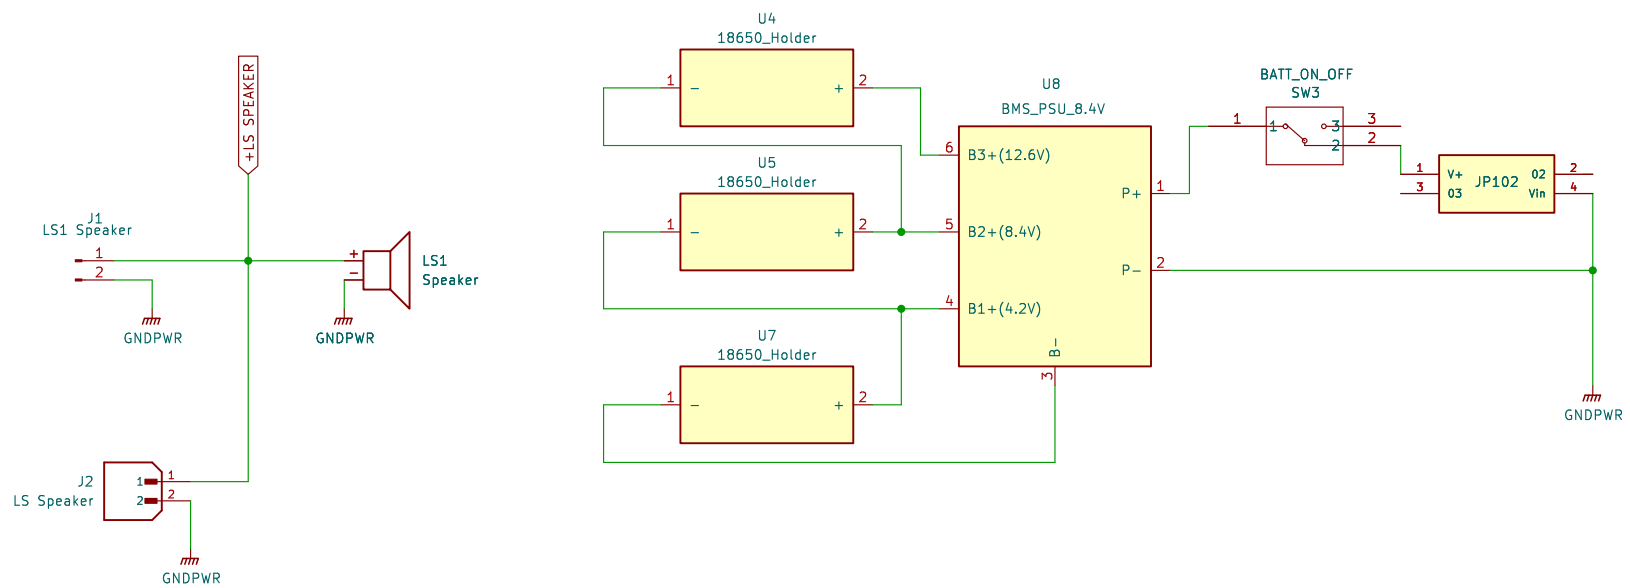 +LS SPEAKER
J1
LS1 Speaker
1
2
GNDPWR
+
−
LS1
Speaker
GNDPWR
J2
LS Speaker
1
2
1
2
GNDPWR
U4
18650_Holder
1
−
+
2
U5
18650_Holder
1
−
+
2
U7
18650_Holder
1
−
+
2
U8
BMS_PSU_8.4V
6
B3+(12.6V)
5
B2+(8.4V)
4
B1+(4.2V)
B−
3
P+
1
P−
2
BATT_ON_OFF
SW3
1
1
3
3
2
2
1
V+
3
03
JP102
02
2
Vin
4
GNDPWR